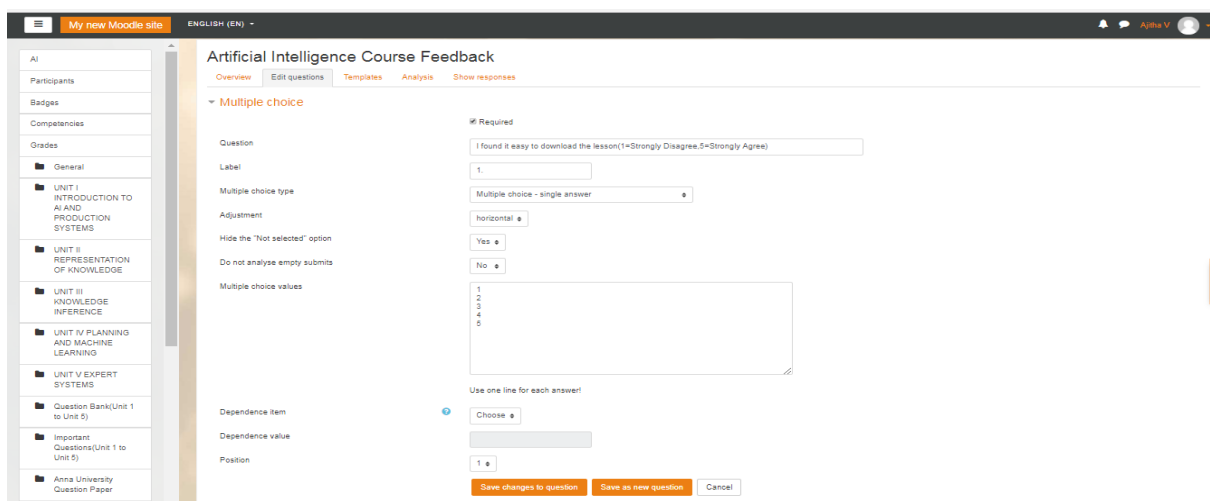 My new Moodle site
ENGLISH (EN)
Ajitha V
AI
Participants
Badges
Competencies
Grades
General
UNIT I
INTRODUCTION TO
AI AND
PRODUCTION
SYSTEMS
UNIT II
REPRESENTATION
OF KNOWLEDGE
UNIT III
KNOWLEDGE
INFERENCE
UNIT IV PLANNING
AND MACHINE
LEARNING
UNIT V EXPERT
SYSTEMS
Question Bank(Unit 1
to Unit 5)
Important
Questions(Unit 1 to
Unit 5)
Anna University
Question Paper
Artificial Intelligence Course Feedback
Overview Edit questions Templates Analysis Show responses
Multiple choice
Required
Question I found it easy to download the lesson(1=Strongly Disagree,5=Strongly Agree)
Label 1.
Multiple choice type Multiple choice - single answer
Adjustment horizontal
Hide the "Not selected" option Yes
Do not analyse empty submits No
Multiple choice values 1
2
3
4
5
Use one line for each answer!
Dependence item ? Choose
Dependence value
Position 1
Save changes to question Save as new question Cancel